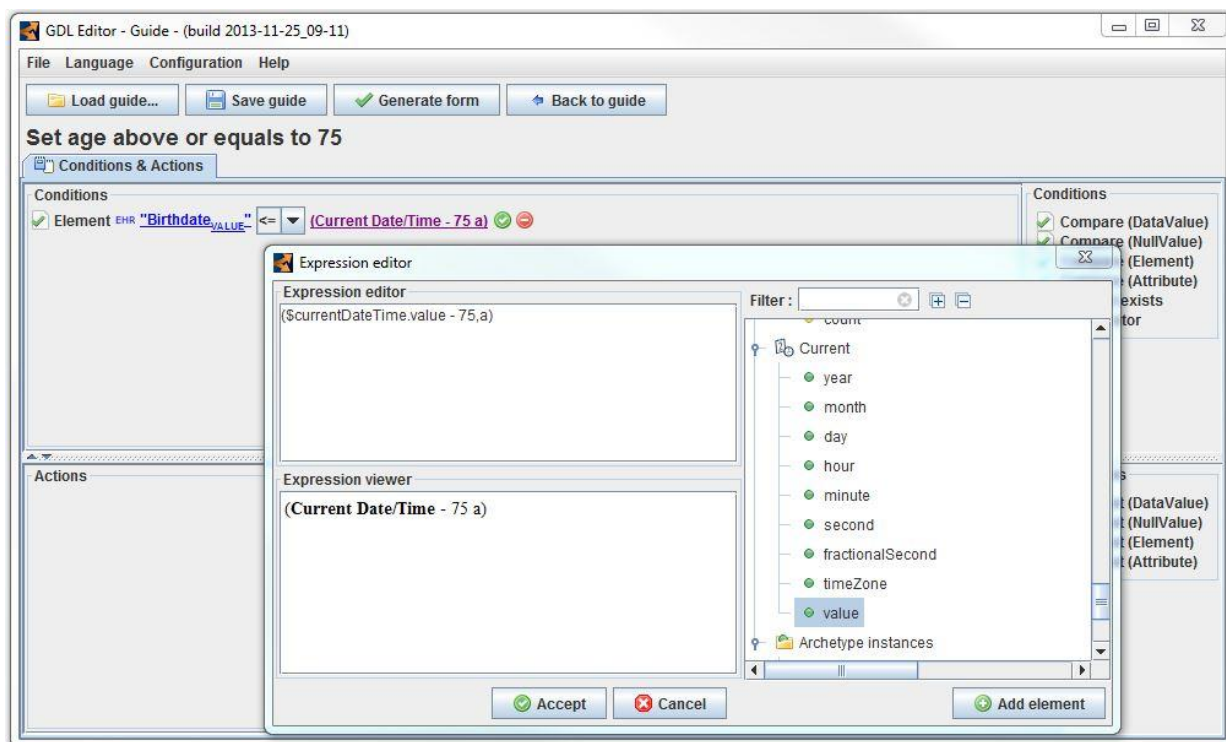 GDL Editor - Guide - (build 2013-11-25_09-11)
File Language Configuration Help
Load guide... Save guide Generate form Back to guide
Set age above or equals to 75
Conditions & Actions
Conditions
Element EHR "Birthdate VALUE" <= (Current Date/Time - 75 a)
Conditions
Compare (DataValue)
Compare (NullValue)
(Element)
(Attribute)
exists
tor
Expression editor
Expression editor
($currentDateTime.value - 75,a)
Filter :
count
Current
year
month
day
hour
minute
second
fractionalSecond
timeZone
value
Archetype instances
Expression viewer
(Current Date/Time - 75 a)
Accept Cancel Add element
Actions
s
t (DataValue)
t (NullValue)
t (Element)
t (Attribute)